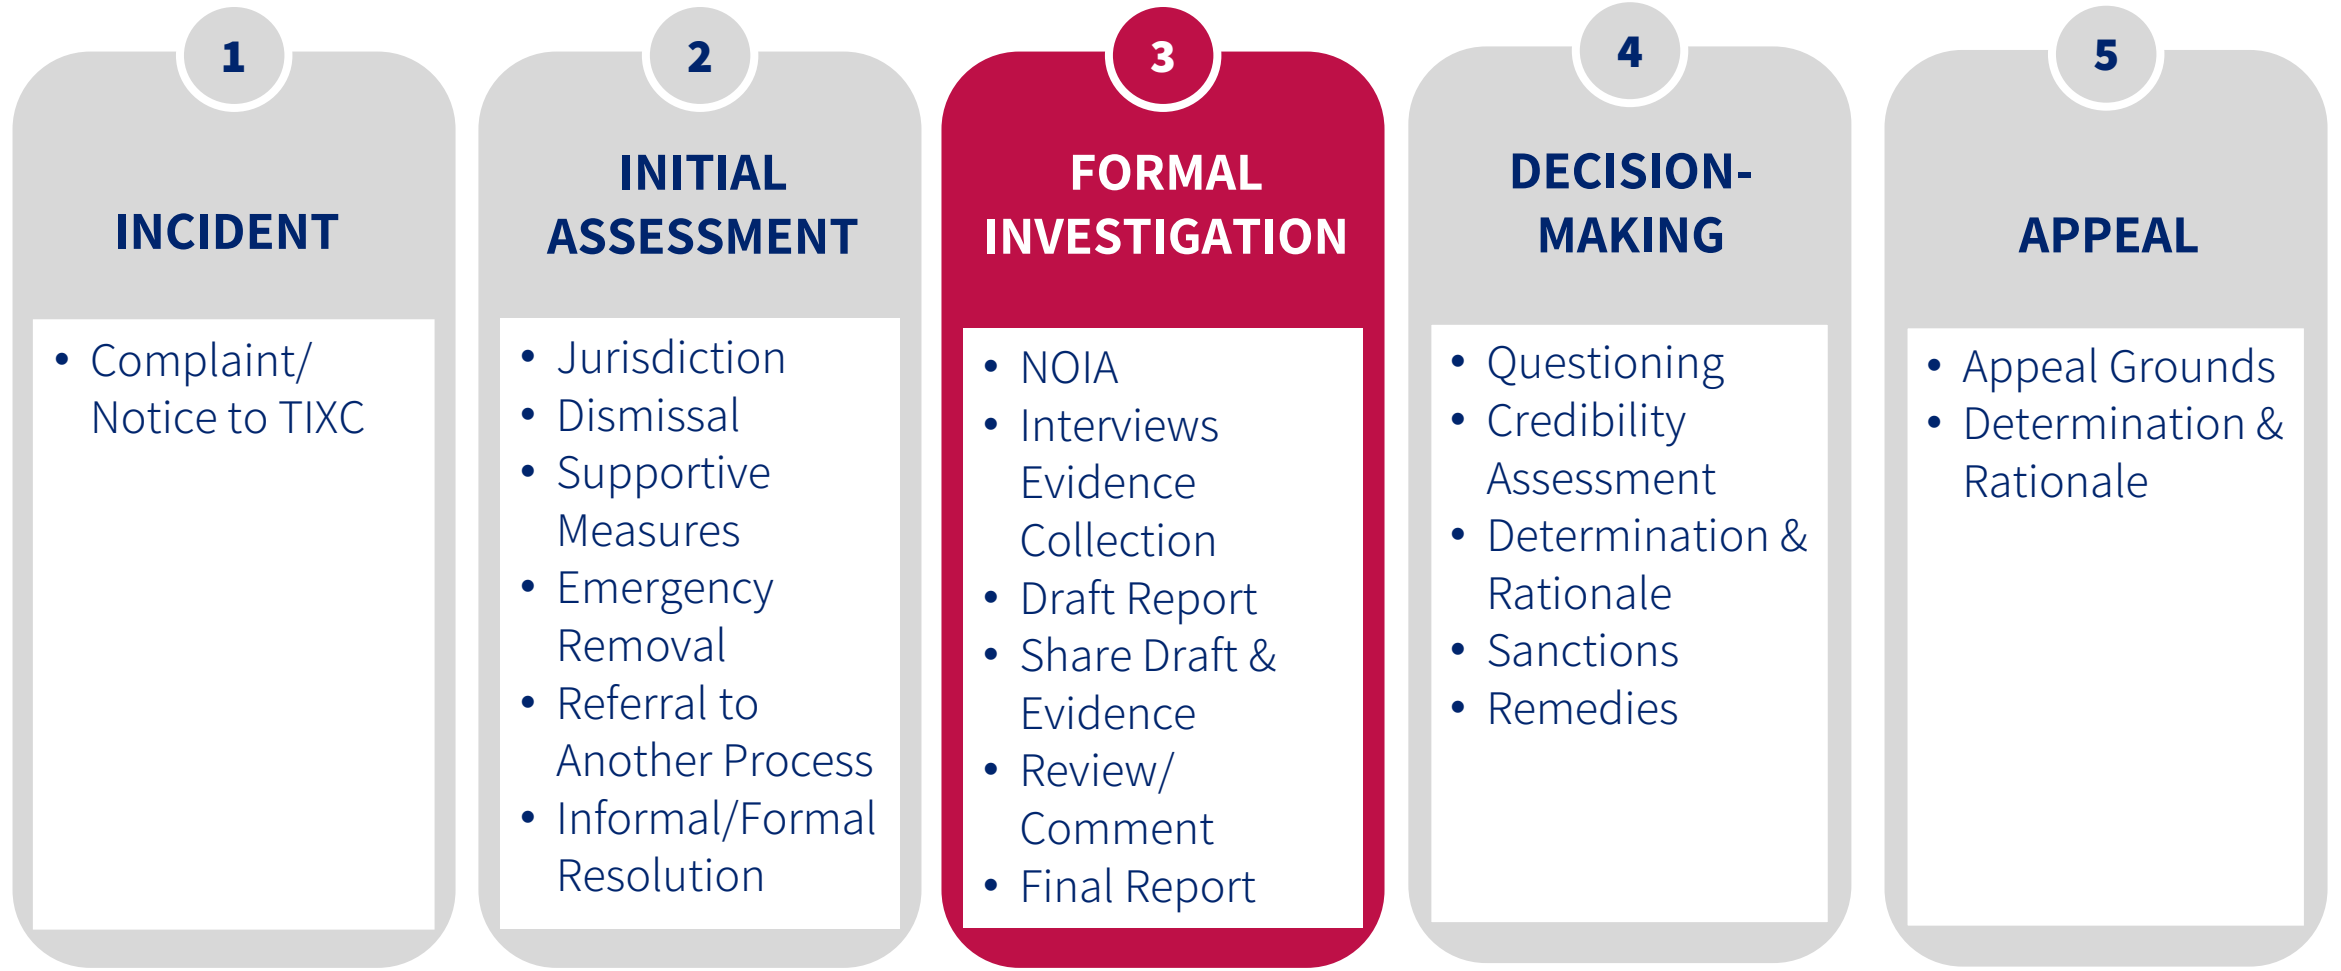 1
INCIDENT
• Complaint/
Notice to TIXC
2
INITIAL
ASSESSMENT
• Jurisdiction
• Dismissal
• Supportive
Measures
• Emergency
Removal
• Referral to
Another Process
• Informal/Formal
Resolution
3
FORMAL
INVESTIGATION
• NOIA
• Interviews
Evidence
Collection
• Draft Report
• Share Draft &
Evidence
• Review/
Comment
• Final Report
4
DECISION-
MAKING
• Questioning
• Credibility
Assessment
• Determination &
Rationale
• Sanctions
• Remedies
5
APPEAL
• Appeal Grounds
• Determination &
Rationale